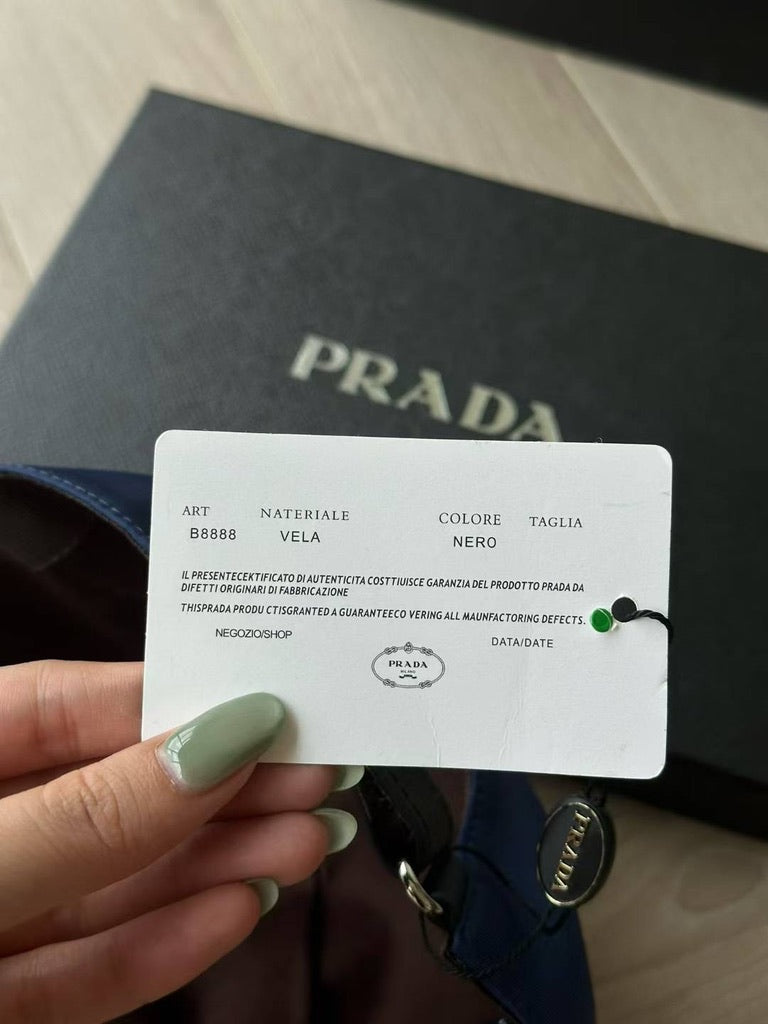 PRADA
ART NATERIALE COLORE TAGLIA
B8888 VELA NERO
IL PRESENTECEKTIFICATO DI AUTENTICITA COSTTIUISCE GARANZIA DEL PRODOTTO PRADA DA
DIFETTI ORIGINARI DI FABBRICAZIONE
THISPRADA PRODU CTISGRANTED A GUARANTEECO VERING ALL MAUNFACTORING DEFECTS.
NEGOZIO/SHOP DATA/DATE
PRADA
MILANO
PRADA